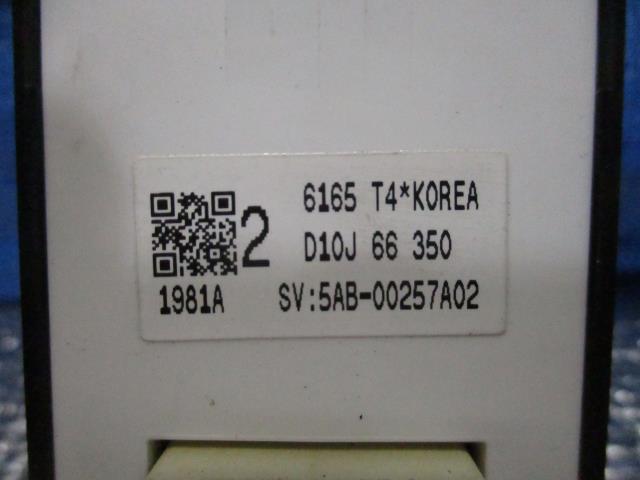 6165 T4*KOREA
2 D10J 66 350
1981A SV:5AB-00257A02